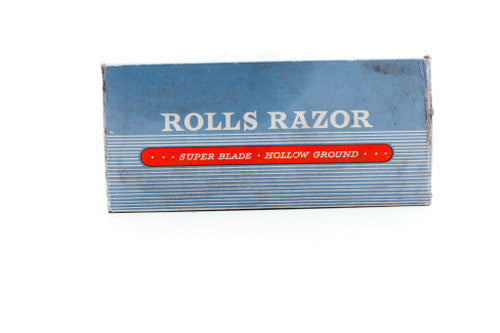 ROLLS RAZOR
• • • SUPER BLADE • HOLLOW GROUND • • •